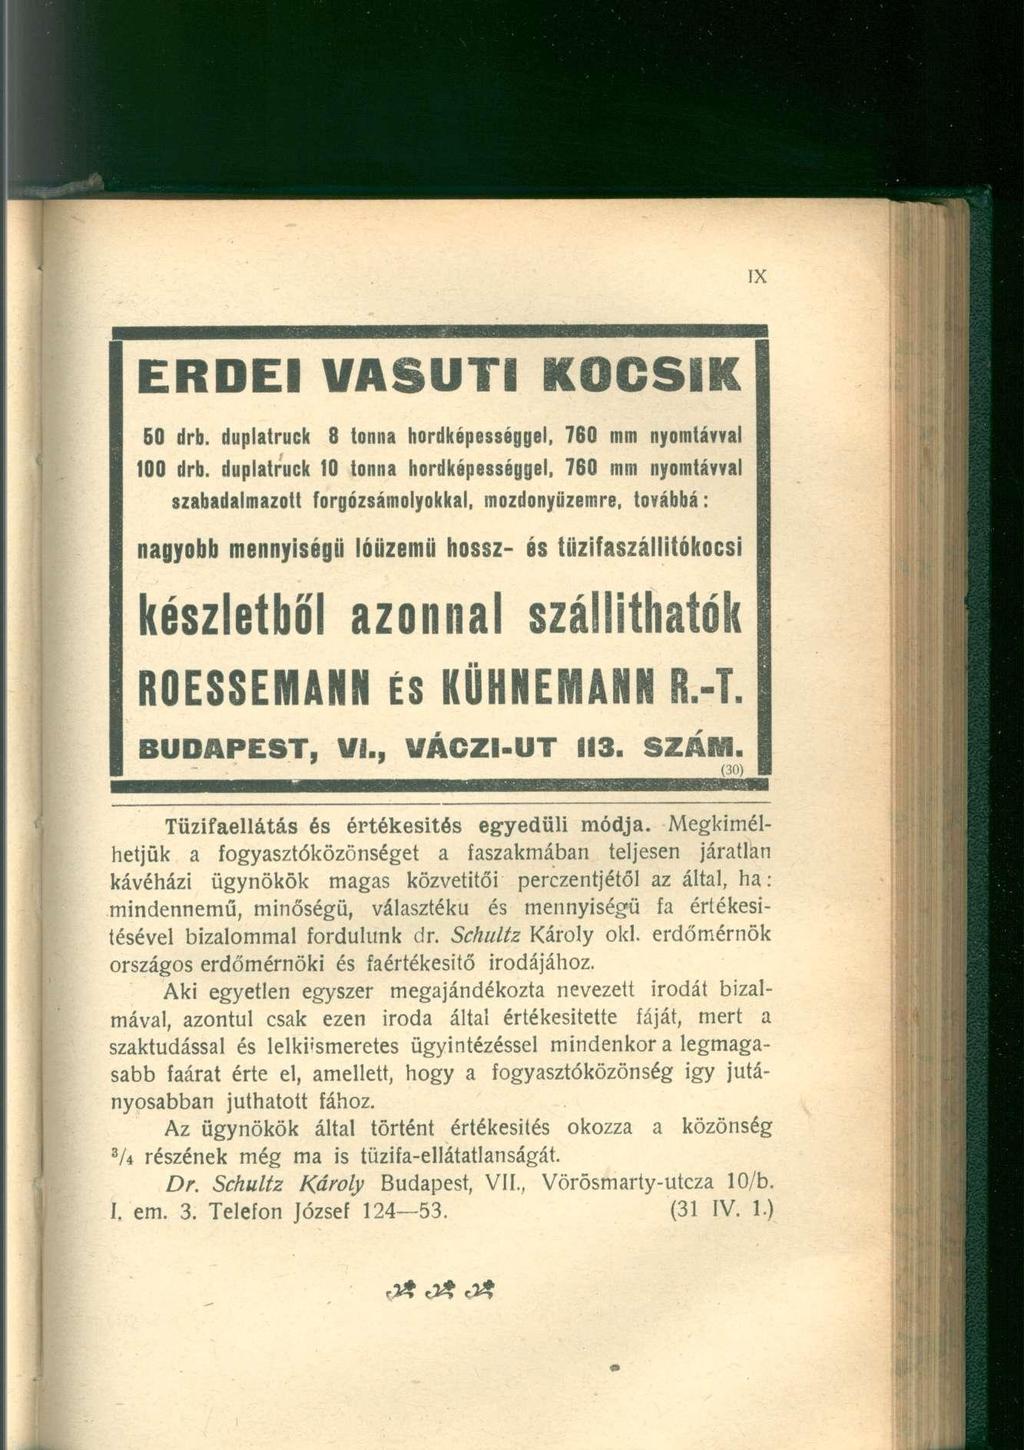 IX
ERDEI VASUTI KOCSIK
50 drb. duplatruck 8 tonna hordképességgel, 760 mm nyomtávval
100 drb. duplatruck 10 tonna hordképességgel, 760 mm nyomtávval
szabadalmazott forgózsámolyokkal, mozdonyüzemre, továbbá:
nagyobb mennyiségü lóüzemü hossz- és tüzifaszállitókocsi
készletből azonnal szállithatók
ROESSEMANN ÉS KÜHNEMANN R.-T.
BUDAPEST, VI., VÁCZI-UT 113. SZÁM.
(30)
Tüzifaellátás és értékesités egyedüli módja. Megkimél-
hetjük a fogyasztóközönséget a faszakmában teljesen járatlan
kávéházi ügynökök magas közvetitői perczentjétől az által, ha:
mindennemű, minőségü, választéku és mennyiségü fa értékesi-
tésével bizalommal fordulunk dr. Schultz Károly okl. erdőmérnök
országos erdőmérnöki és faértékesitő irodájához.
Aki egyetlen egyszer megajándékozta nevezett irodát bizal-
mával, azontul csak ezen iroda által értékesitette fáját, mert a
szaktudással és lelkiismeretes ügyintézéssel mindenkor a legmaga-
sabb faárat érte el, amellett, hogy a fogyasztóközönség igy jutá-
nyosabban juthatott fához.
Az ügynökök által történt értékesités okozza a közönség
3/4 részének még ma is tüzifa-ellátatlanságát.
Dr. Schultz Károly Budapest, VII., Vörösmarty-utcza 10/b.
I. em. 3. Telefon József 124—53. (31 IV. 1.)